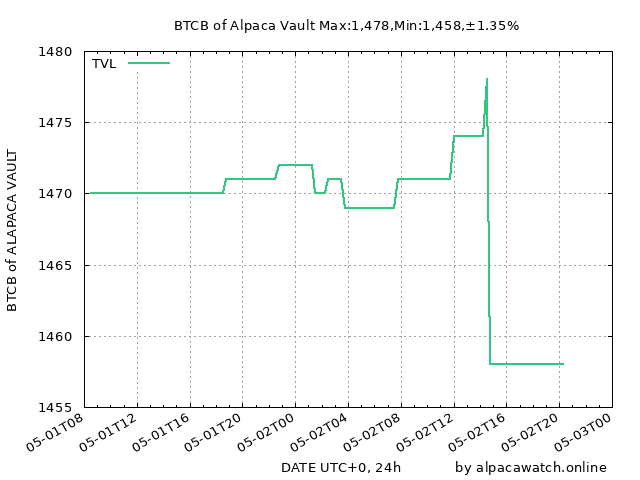 BTCB of Alpaca Vault Max:1,478,Min:1,458,±1.35%
TVL
BTCB of ALAPACA VAULT
1480
1475
1470
1465
1460
1455
05-01T08
05-01T12
05-01T16
05-01T20
05-02T00
05-02T04
05-02T08
05-02T12
05-02T16
05-02T20
05-03T00
DATE UTC+0, 24h
by alpacawatch.online